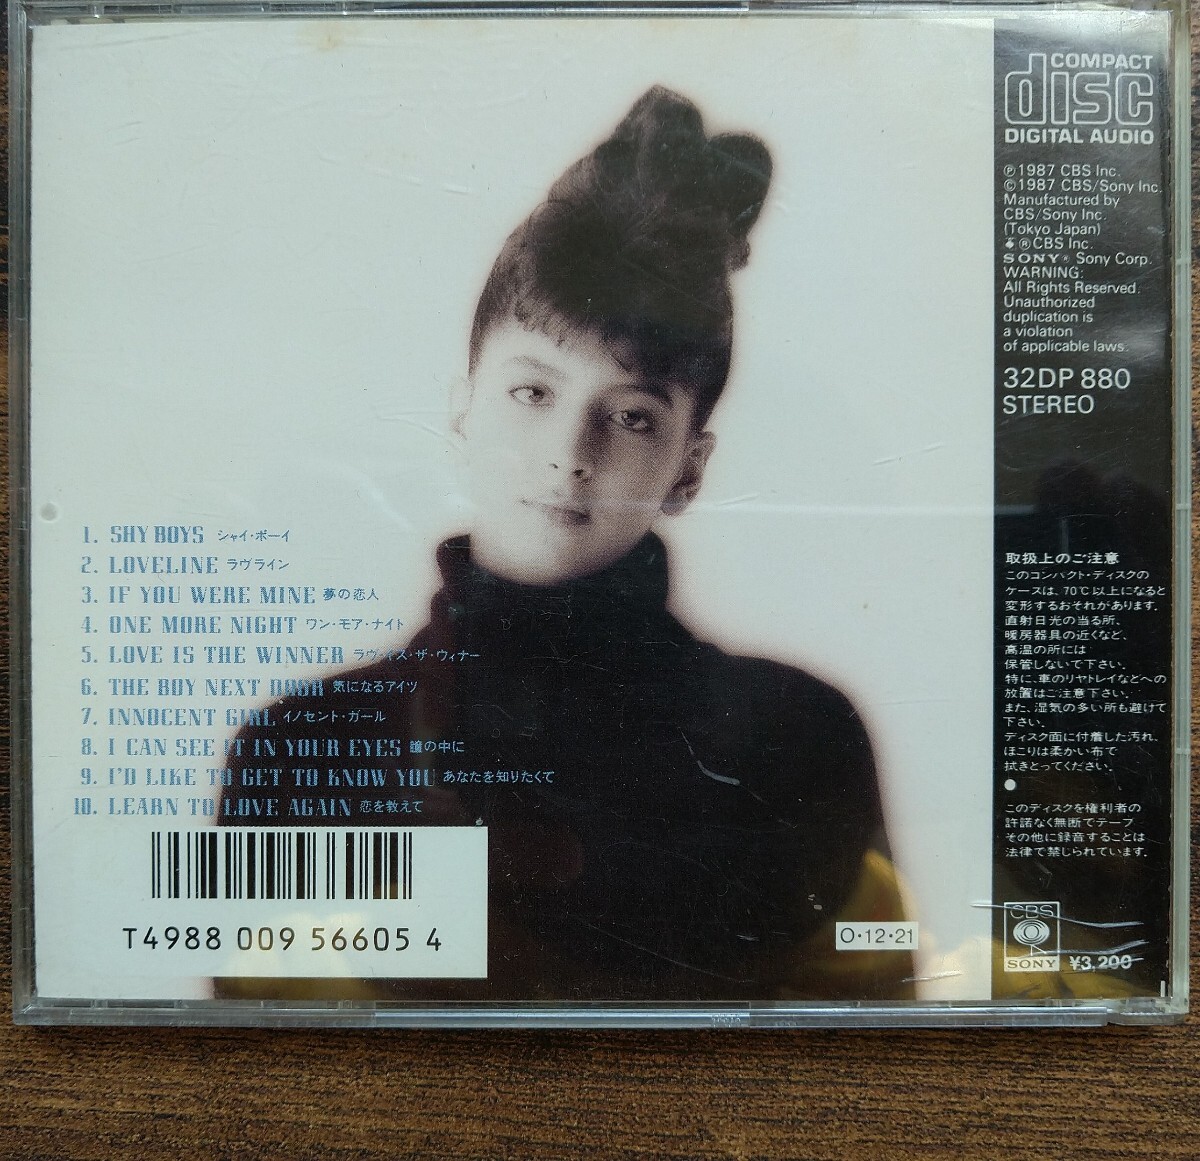 1. SHY BOYS シャイ・ボーイ
2. LOVELINE ラヴライン
3. IF YOU WERE MINE 夢の恋人
4. ONE MORE NIGHT ワン・モア・ナイト
5. LOVE IS THE WINNER ラヴ・イズ・ザ・ウィナー
6. THE BOY NEXT DOOR 気になるアイツ
7. INNOCENT GIRL イノセント・ガール
8. I CAN SEE IT IN YOUR EYES 瞳の中に
9. I'D LIKE TO GET TO KNOW YOU あなたを知りたくて
10. LEARN TO LOVE AGAIN 恋を教えて
T4988 009 56605 4
O・12・21
COMPACT
disc
DIGITAL AUDIO
Ⓟ1987 CBS Inc.
©1987 CBS/Sony Inc.
Manufactured by
CBS/Sony Inc.
(Tokyo Japan)
®CBS Inc.
SONY® Sony Corp.
WARNING:
All Rights Reserved.
Unauthorized
duplication is
a violation
of applicable laws.
32DP 880
STEREO
取扱上のご注意
このコンパクト・ディスクの
ケースは、70℃以上になると
変形するおそれがあります。
直射日光の当る所、
暖房器具の近くなど、
高温の所には
保管しないで下さい。
特に、車のリヤトレイなどへの
放置はご注意下さい。
また、湿気の多い所も避けて
下さい。
ディスク面に付着した汚れ、
ほこりは柔かい布で
拭きとってください。
●
このディスクを権利者の
許諾なく無断でテープ
その他に録音することは
法律で禁じられています。
CBS
SONY ¥3,200